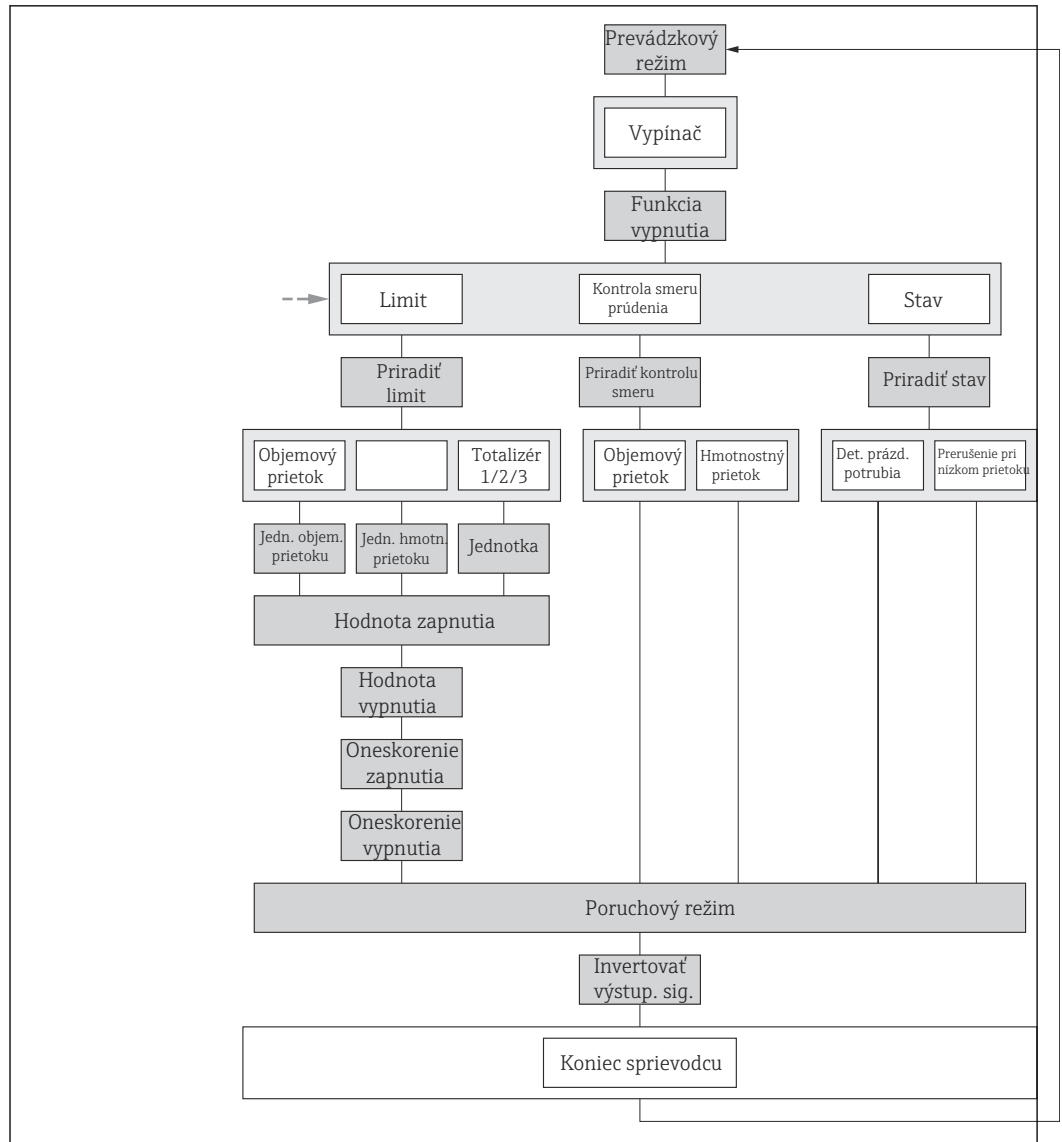 Prevádzkový
režim
Vypínač
Funkcia
vypnutia
Limit
Kontrola smeru
prúdenia
Stav
Priradiť
limit
Priradiť kontrolu
smeru
Priradiť stav
Objemový
prietok
Totalizér
1/2/3
Objemový
prietok
Hmotnostný
prietok
Det. prázd.
potrubia
Prerušenie pri
nízkom prietoku
Jedn. objem.
prietoku
Jedn. hmotn.
prietoku
Jednotka
Hodnota zapnutia
Hodnota
vypnutia
Oneskorenie
zapnutia
Oneskorenie
vypnutia
Poruchový režim
Invertovať
výstup. sig.
Koniec sprievodcu